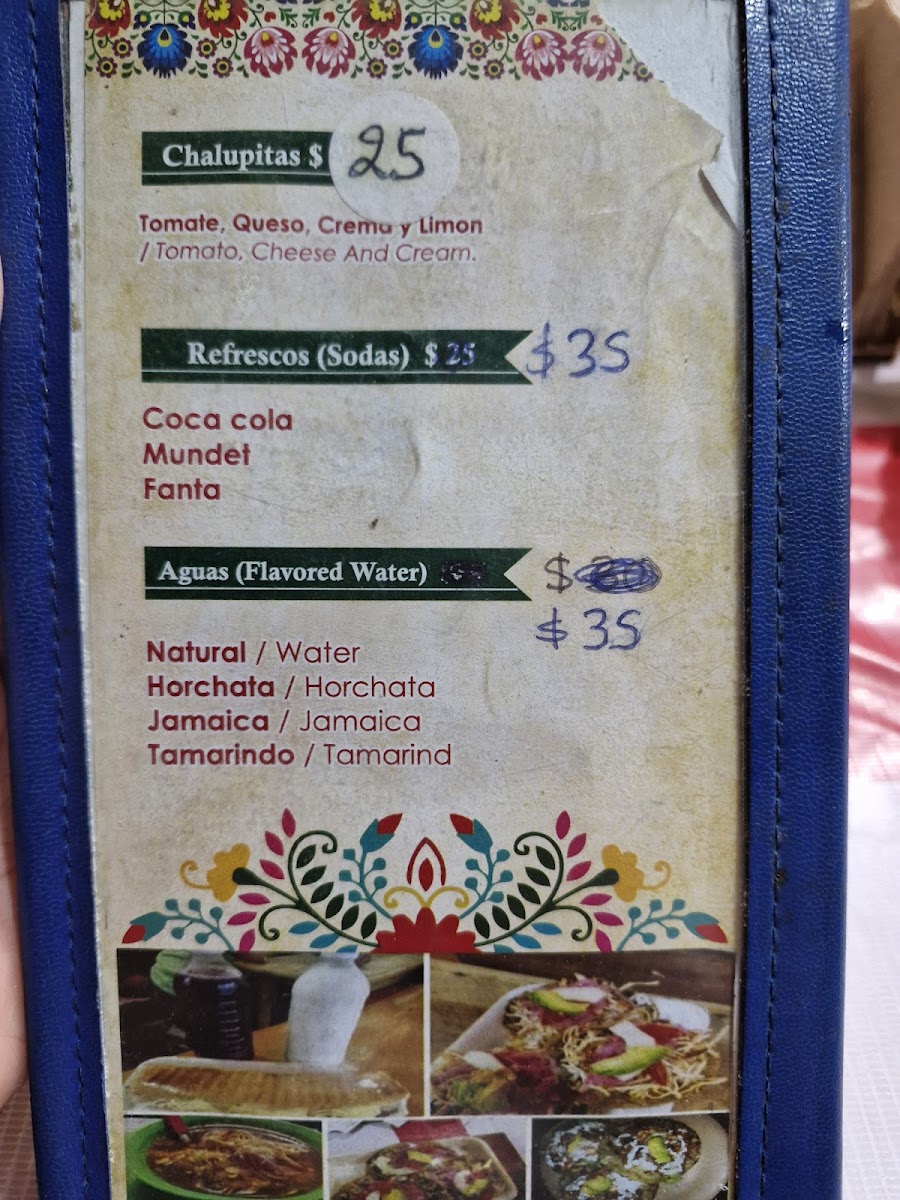 Chalupitas $ 25
Tomate, Queso, Crema y Limon
/ Tomato, Cheese And Cream.
Refrescos (Sodas) $ 25 $35
Coca cola
Mundet
Fanta
Aguas (Flavored Water) $
$35
Natural / Water
Horchata / Horchata
Jamaica / Jamaica
Tamarindo / Tamarind